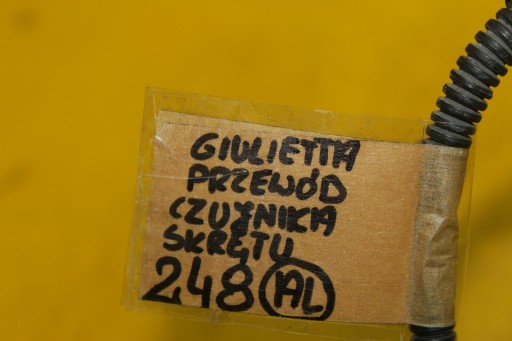 GIULIETTA
PRZEWÓD
CZUJNIKA
SKRĘTU
248 AL